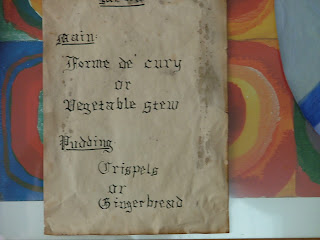 Main:
Forme de' cury
or
Vegetable stew
Pudding
Crispels
or
Gingerbread